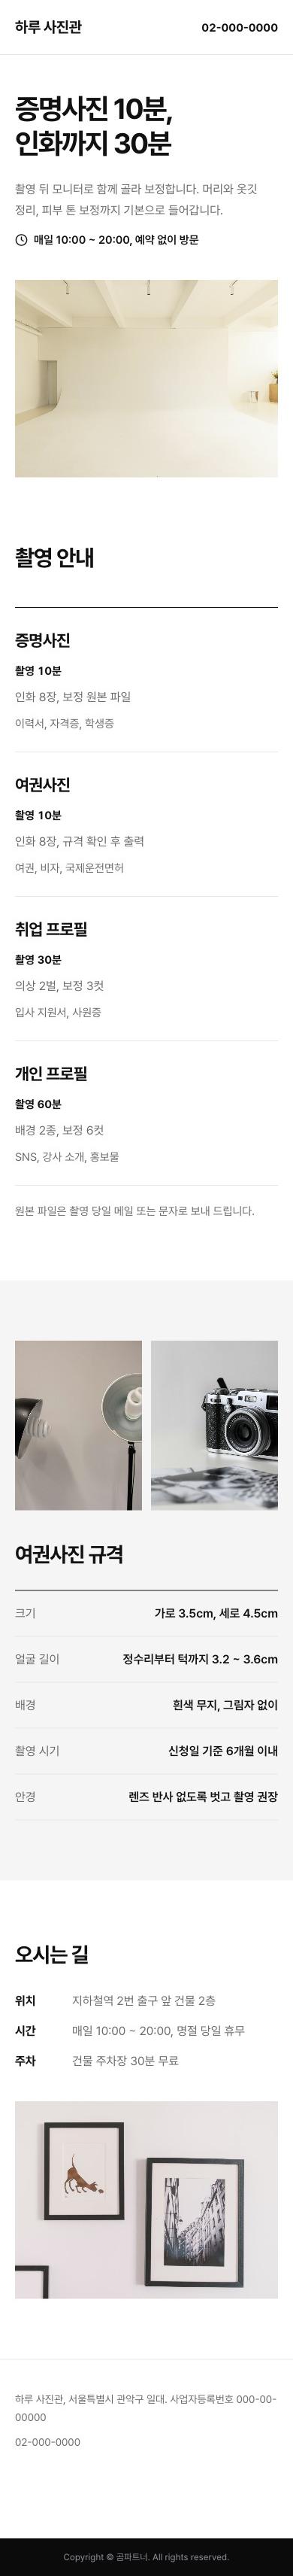 하루 사진관
02-000-0000
증명사진 10분,
인화까지 30분
촬영 뒤 모니터로 함께 골라 보정합니다. 머리와 옷깃
정리, 피부 톤 보정까지 기본으로 들어갑니다.
매일 10:00 ~ 20:00, 예약 없이 방문
촬영 안내
증명사진
촬영 10분
인화 8장, 보정 원본 파일
이력서, 자격증, 학생증
여권사진
촬영 10분
인화 8장, 규격 확인 후 출력
여권, 비자, 국제운전면허
취업 프로필
촬영 30분
의상 2벌, 보정 3컷
입사 지원서, 사원증
개인 프로필
촬영 60분
배경 2종, 보정 6컷
SNS, 강사 소개, 홍보물
원본 파일은 촬영 당일 메일 또는 문자로 보내 드립니다.
여권사진 규격
크기 가로 3.5cm, 세로 4.5cm
얼굴 길이 정수리부터 턱까지 3.2 ~ 3.6cm
배경 흰색 무지, 그림자 없이
촬영 시기 신청일 기준 6개월 이내
안경 렌즈 반사 없도록 벗고 촬영 권장
오시는 길
위치 지하철역 2번 출구 앞 건물 2층
시간 매일 10:00 ~ 20:00, 명절 당일 휴무
주차 건물 주차장 30분 무료
하루 사진관, 서울특별시 관악구 일대. 사업자등록번호 000-00-
00000
02-000-0000
Copyright © 곰파트너. All rights reserved.